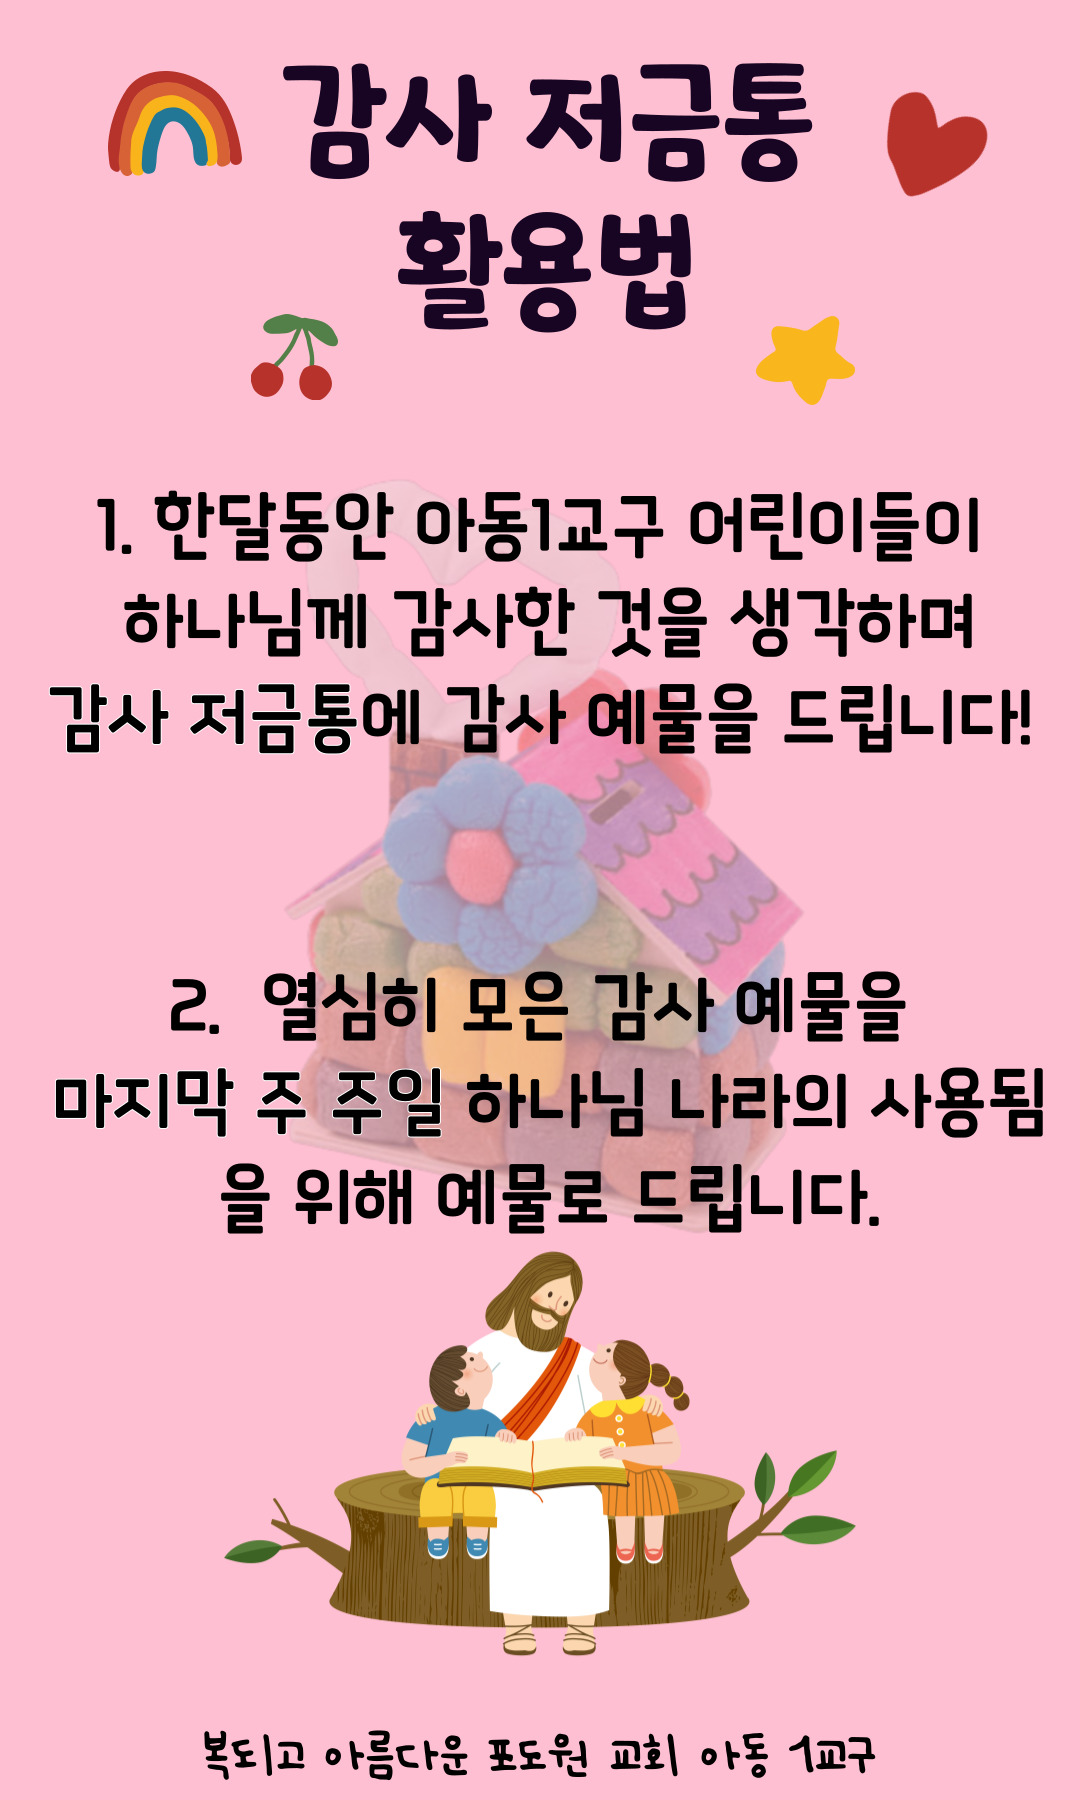 감사 저금통
활용법
1. 한달동안 아동1교구 어린이들이
하나님께 감사한 것을 생각하며
감사 저금통에 감사 예물을 드립니다!
2. 열심히 모은 감사 예물을
마지막 주 주일 하나님 나라의 사용됨
을 위해 예물로 드립니다.
복되고 아름다운 포도원 교회 아동 1교구